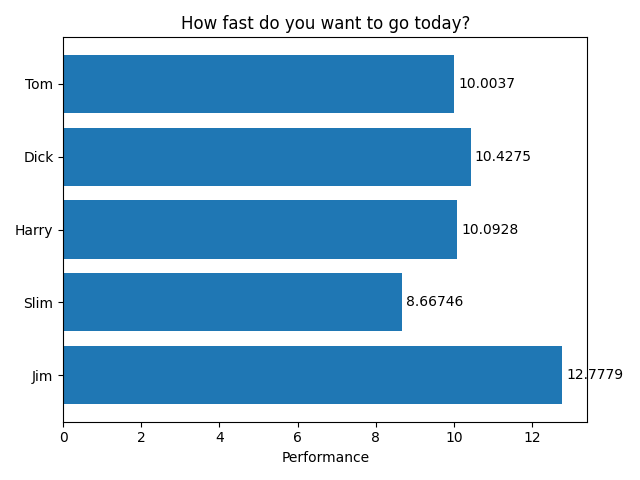 How fast do you want to go today?
Tom 10.0037
Dick 10.4275
Harry 10.0928
Slim 8.66746
Jim 12.7779
0 2 4 6 8 10 12
Performance